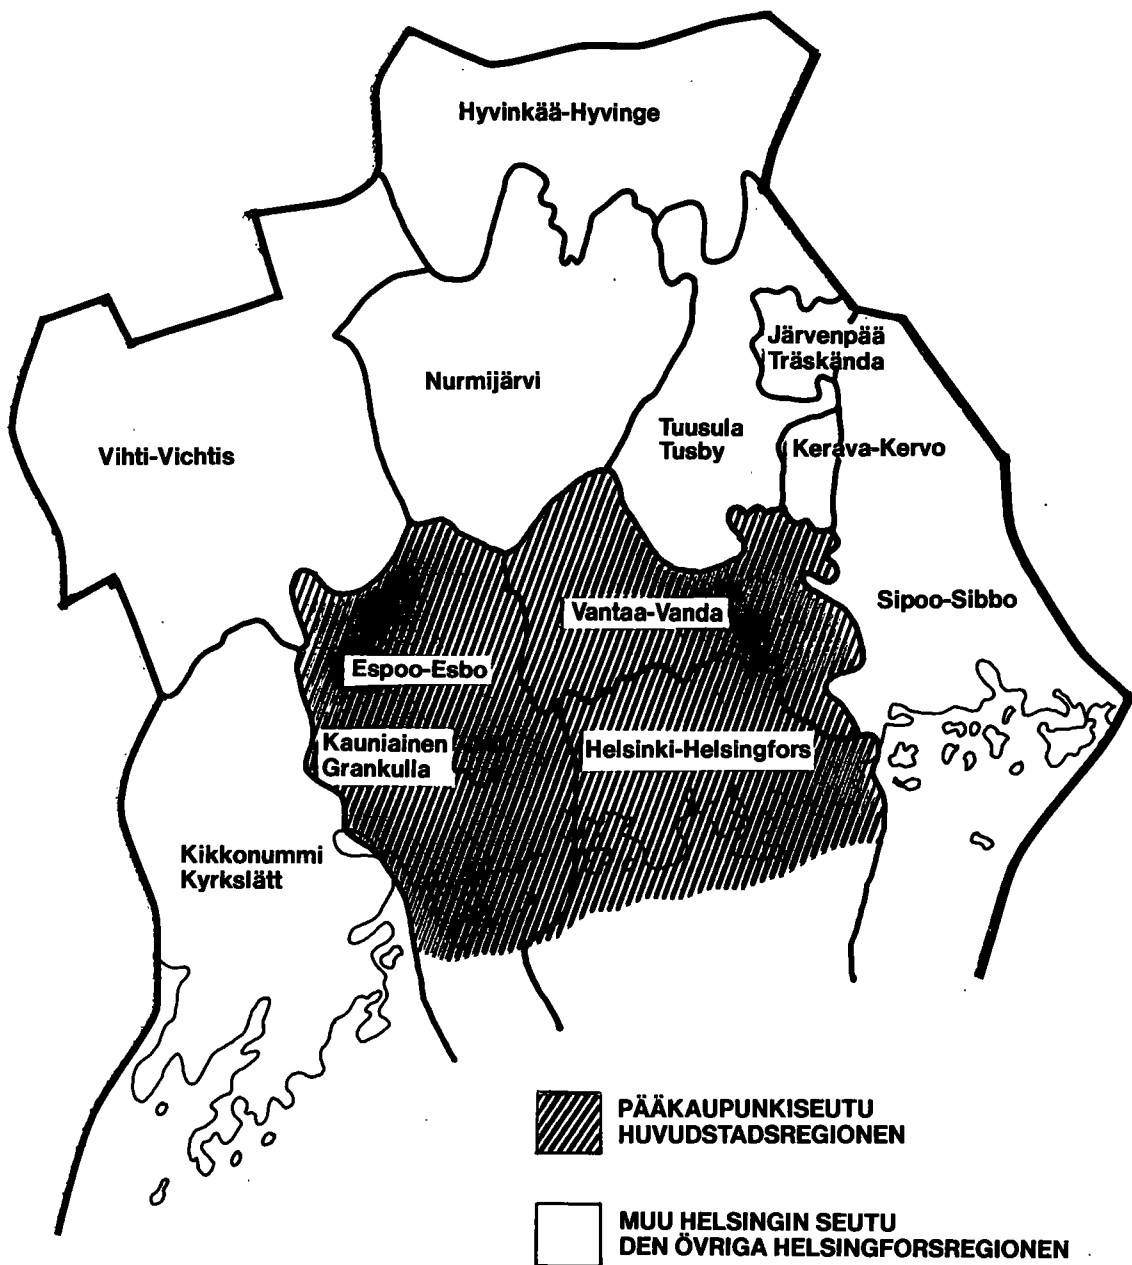 Hyvinkää-Hyvinge
Järvenpää
Träskända
Nurmijärvi
Tuusula
Tusby
Kerava-Kervo
Vihti-Vichtis
Sipoo-Sibbo
Vantaa-Vanda
Espoo-Esbo
Kauniainen
Grankulla
Helsinki-Helsingfors
Kikkonummi
Kyrkslätt
PÄÄKAUPUNKISEUTU
HUVUDSTADSREGIONEN
MUU HELSINGIN SEUTU
DEN ÖVRIGA HELSINGFORSREGIONEN